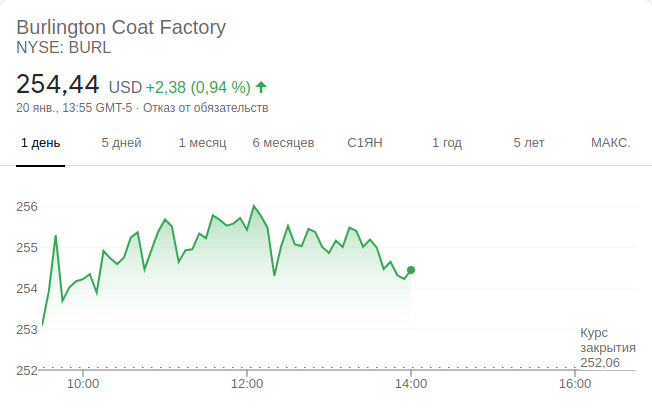 Burlington Coat Factory
NYSE: BURL
254,44 USD +2,38 (0,94 %)
20 янв., 13:55 GMT-5 · Отказ от обязательств
1 день 5 дней 1 месяц 6 месяцев С1ЯН 1 год 5 лет МАКС.
256
255
254
253
Курс
закрытия
252,06
252
10:00 12:00 14:00 16:00